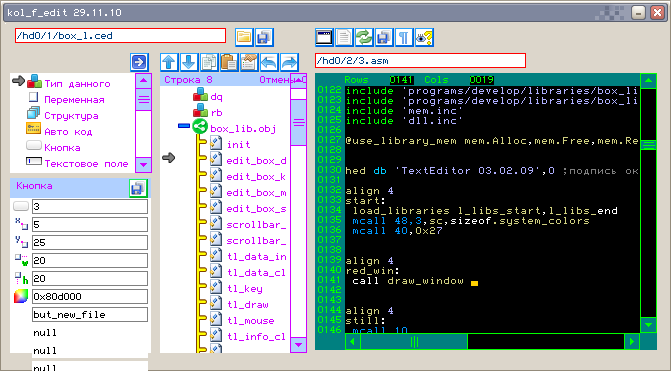 kol_f_edit 29.11.10
/hd0/1/box_l.ced
Тип данного
Переменная
Структура
Авто код
Кнопка
Текстовое поле
Кнопка
3
5
25
20
20
0x80d000
but_new_file
null
null
null
Строка 8 Отмены
dq
rb
box_lib.obj
init
edit_box_d
edit_box_k
edit_box_m
edit_box_s
scrollbar_
scrollbar_
tl_data_in
tl_data_cl
tl_key
tl_draw
tl_mouse
tl_info_cl
/hd0/2/3.asm
Rows 0141 Cols 0019
0122 include 'programs/develop/libraries/box_li
0123 include 'programs/develop/libraries/box_li
0124 include 'mem.inc'
0125 include 'dll.inc'
0126
0127 @use_library_mem mem.Alloc,mem.Free,mem.Re
0128
0129
0130 hed db 'TextEditor 03.02.09',0 ;подпись ок
0131
0132 align 4
0133 start:
0134 load_libraries l_libs_start,l_libs_end
0135 mcall 48,3,sc,sizeof.system_colors
0136 mcall 40,0x27
0137
0138
0139 align 4
0140 red_win:
0141 call draw_window
0142
0143
0144 align 4
0145 still:
0146 mcall 10